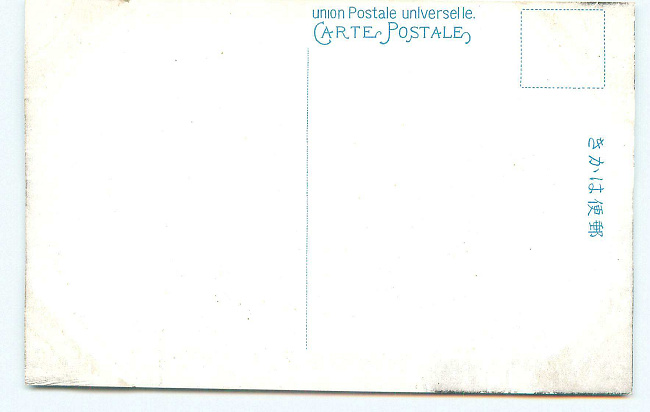 union Postale universelle.
CARTE POSTALE
郵便はかき